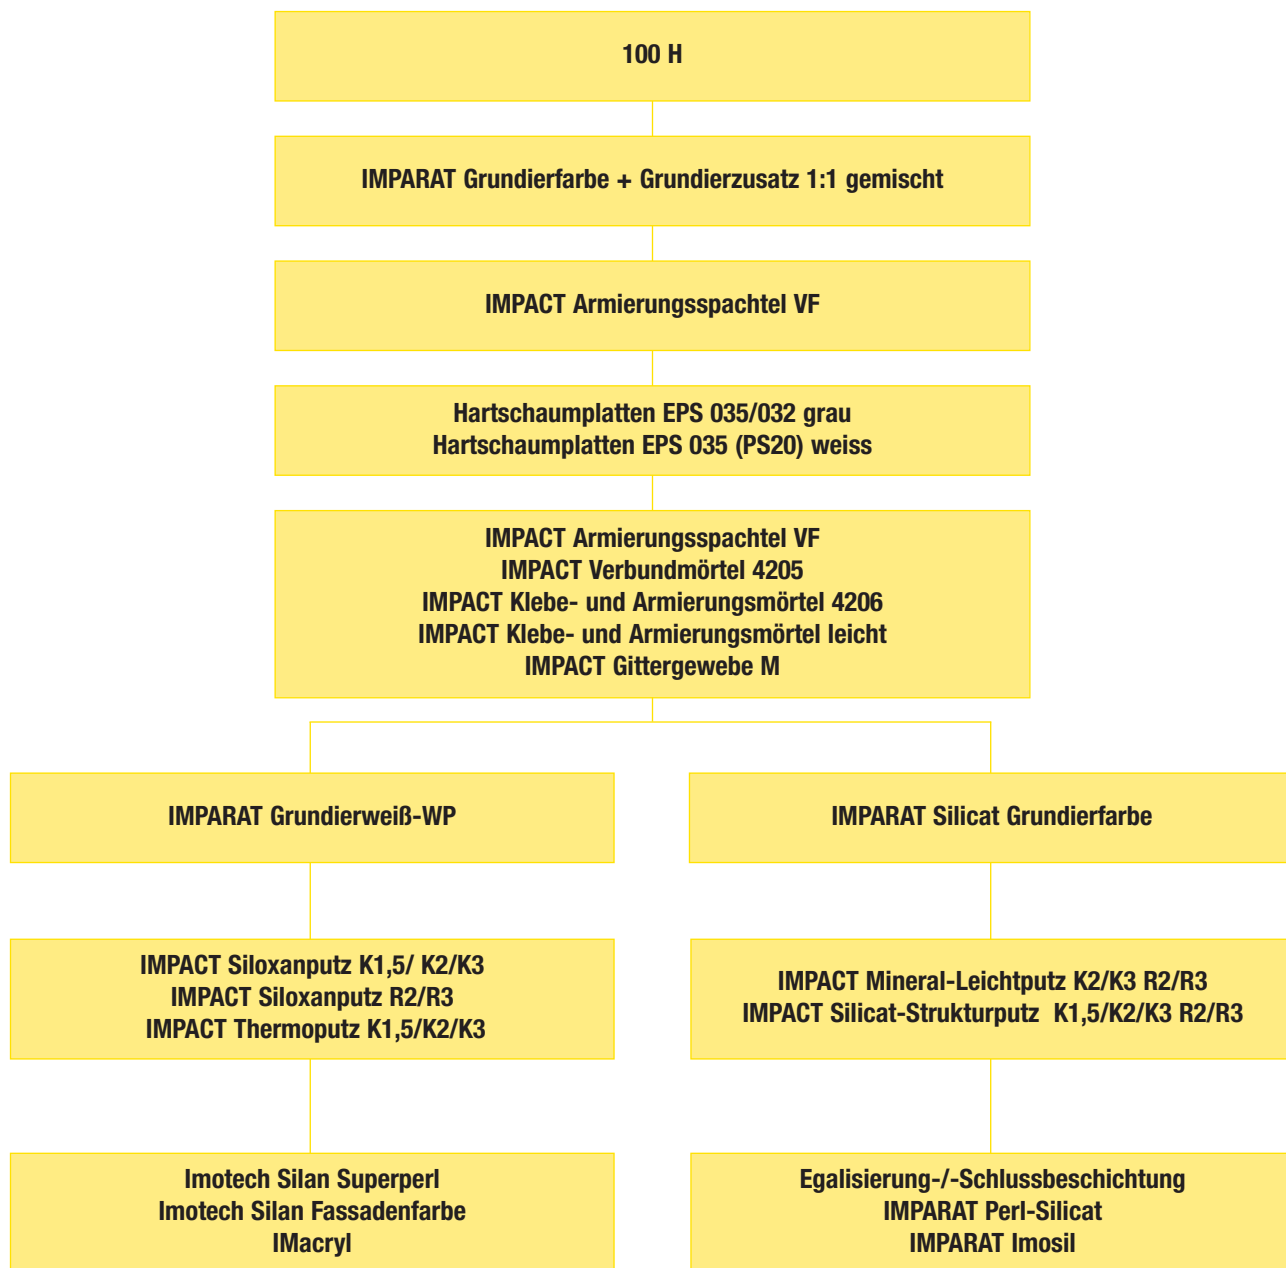 100 H
IMPARAT Grundierfarbe + Grundierzusatz 1:1 gemischt
IMPACT Armierungsspachtel VF
Hartschaumplatten EPS 035/032 grau
Hartschaumplatten EPS 035 (PS20) weiss
IMPACT Armierungsspachtel VF
IMPACT Verbundmörtel 4205
IMPACT Klebe- und Armierungsmörtel 4206
IMPACT Klebe- und Armierungsmörtel leicht
IMPACT Gittergewebe M
IMPARAT Grundierweiß-WP
IMPACT Siloxanputz K1,5/ K2/K3
IMPACT Siloxanputz R2/R3
IMPACT Thermoputz K1,5/K2/K3
Imotech Silan Superperl
Imotech Silan Fassadenfarbe
IMacryl
IMPARAT Silicat Grundierfarbe
IMPACT Mineral-Leichtputz K2/K3 R2/R3
IMPACT Silicat-Strukturputz  K1,5/K2/K3 R2/R3
Egalisierung-/-Schlussbeschichtung
IMPARAT Perl-Silicat
IMPARAT Imosil